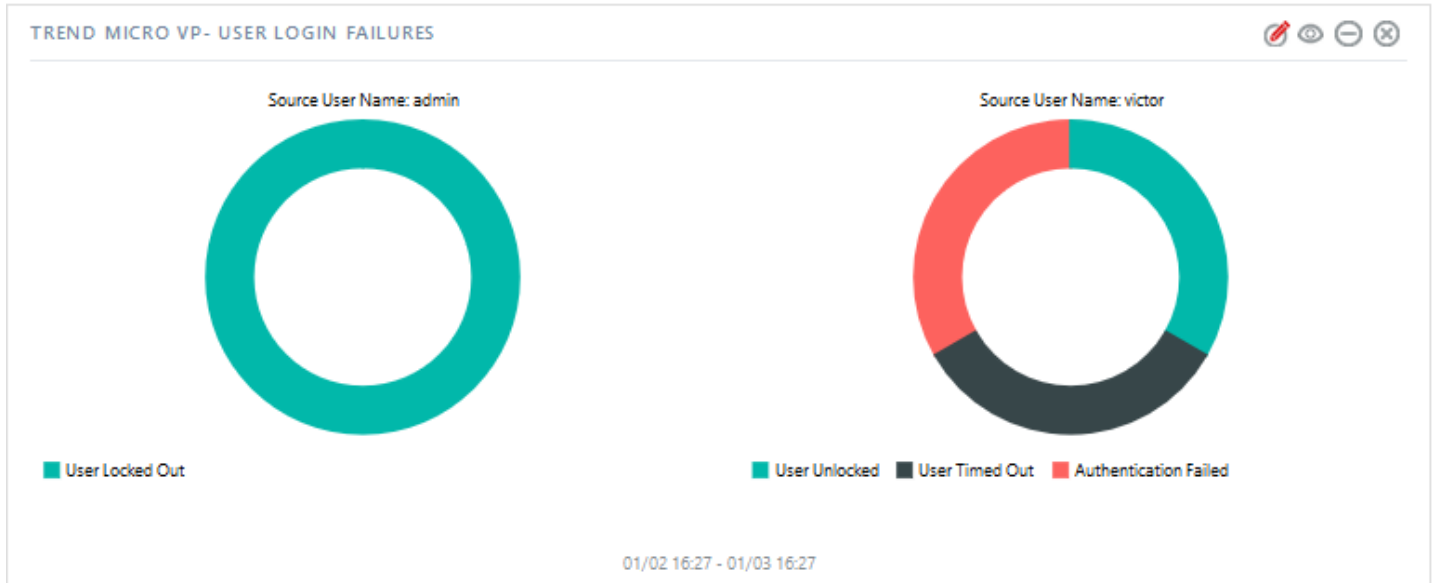 TREND MICRO VP- USER LOGIN FAILURES
Source User Name: admin
Source User Name: victor
User Locked Out
User Unlocked User Timed Out Authentication Failed
01/02 16:27 - 01/03 16:27